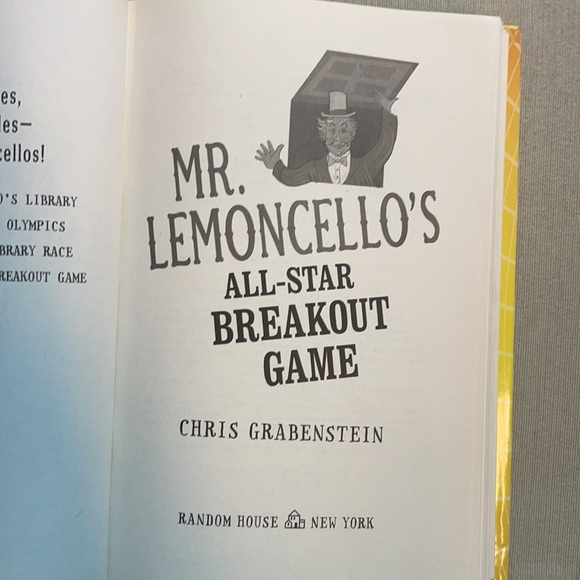 es,
les—
cellos!
O'S LIBRARY
OLYMPICS
BRARY RACE
REAKOUT GAME
MR.
LEMONCELLO'S
ALL-STAR
BREAKOUT
GAME
CHRIS GRABENSTEIN
RANDOM HOUSE NEW YORK